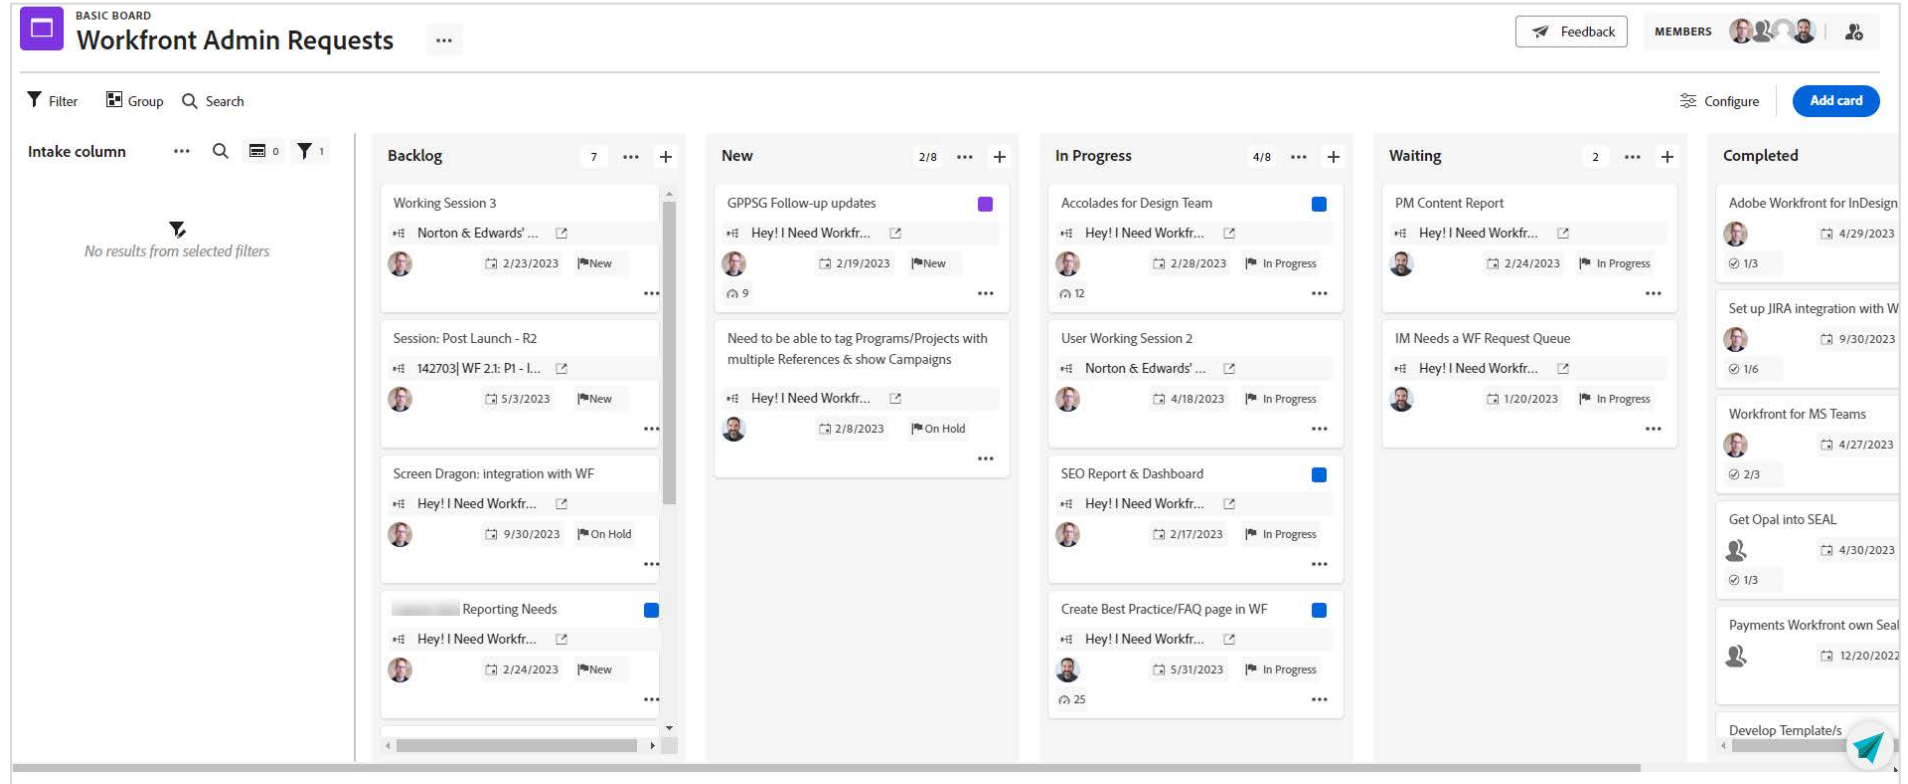 BASIC BOARD
Workfront Admin Requests
Feedback
MEMBERS
Filter
Group
Search
Configure
Add card
Intake column
0
1
No results from selected filters
Backlog
7
Working Session 3
Norton & Edwards' ...
2/23/2023
New
Session: Post Launch - R2
142703| WF 2.1: P1 - I...
5/3/2023
New
Screen Dragon: integration with WF
Hey! I Need Workfr...
9/30/2023
On Hold
Reporting Needs
Hey! I Need Workfr...
2/24/2023
New
New
2/8
GPPSG Follow-up updates
Hey! I Need Workfr...
2/19/2023
New
9
Need to be able to tag Programs/Projects with
multiple References & show Campaigns
Hey! I Need Workfr...
2/8/2023
On Hold
In Progress
4/8
Accolades for Design Team
Hey! I Need Workfr...
2/28/2023
In Progress
12
User Working Session 2
Norton & Edwards' ...
4/18/2023
In Progress
SEO Report & Dashboard
Hey! I Need Workfr...
2/17/2023
In Progress
Create Best Practice/FAQ page in WF
Hey! I Need Workfr...
5/31/2023
In Progress
25
Waiting
2
PM Content Report
Hey! I Need Workfr...
2/24/2023
In Progress
IM Needs a WF Request Queue
Hey! I Need Workfr...
1/20/2023
In Progress
Completed
Adobe Workfront for InDesign
4/29/2023
1/3
Set up JIRA integration with W
9/30/2023
1/6
Workfront for MS Teams
4/27/2023
2/3
Get Opal into SEAL
4/30/2023
1/3
Payments Workfront own Seal
12/20/2022
Develop Template/s